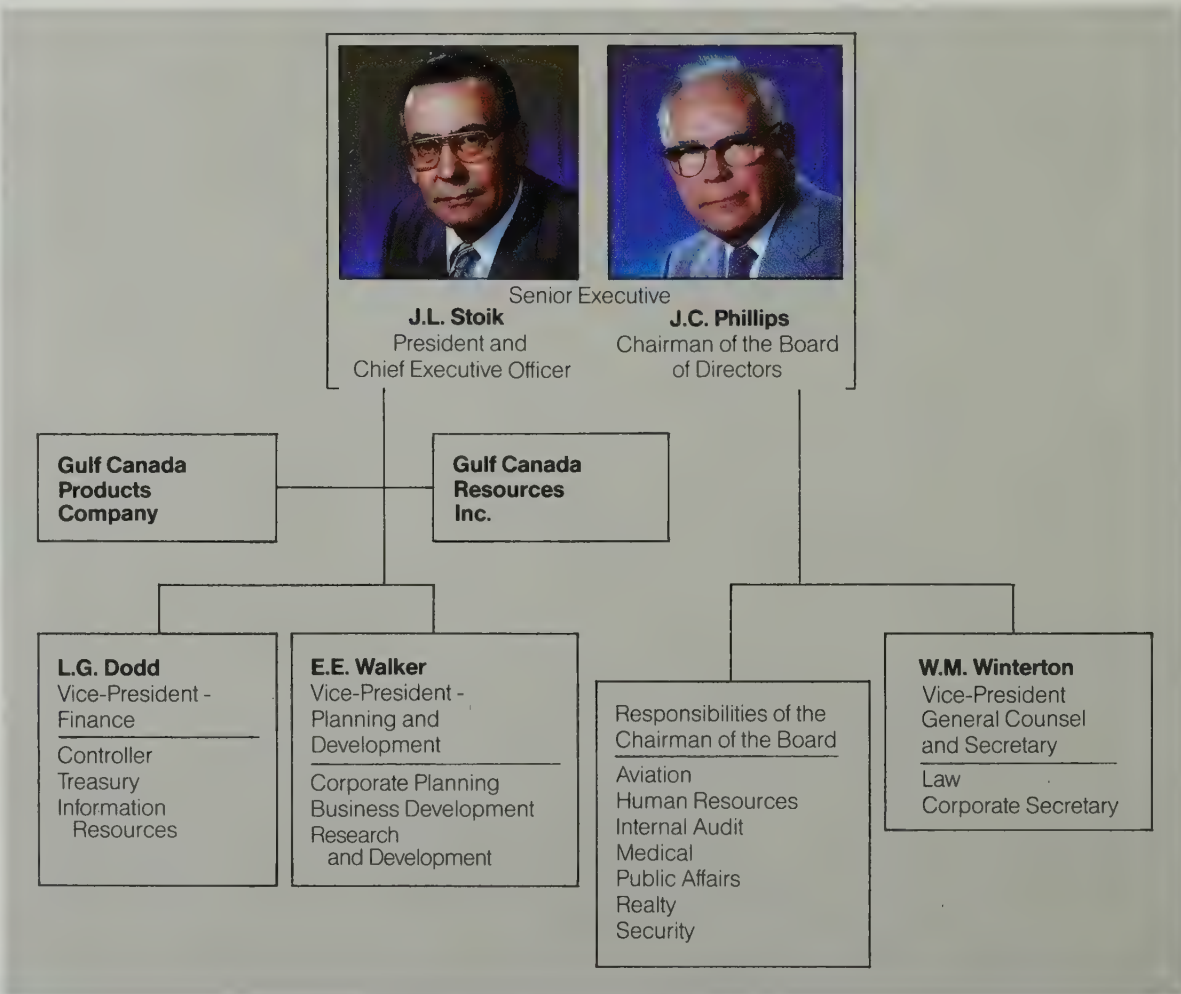 Senior Executive
J.L. Stoik
President and
Chief Executive Officer
J.C. Phillips
Chairman of the Board
of Directors
Gulf Canada
Products
Company
Gulf Canada
Resources
Inc.
L.G. Dodd
Vice-President -
Finance
Controller
Treasury
Information
Resources
E.E. Walker
Vice-President -
Planning and
Development
Corporate Planning
Business Development
Research
and Development
Responsibilities of the
Chairman of the Board
Aviation
Human Resources
Internal Audit
Medical
Public Affairs
Realty
Security
W.M. Winterton
Vice-President
General Counsel
and Secretary
Law
Corporate Secretary